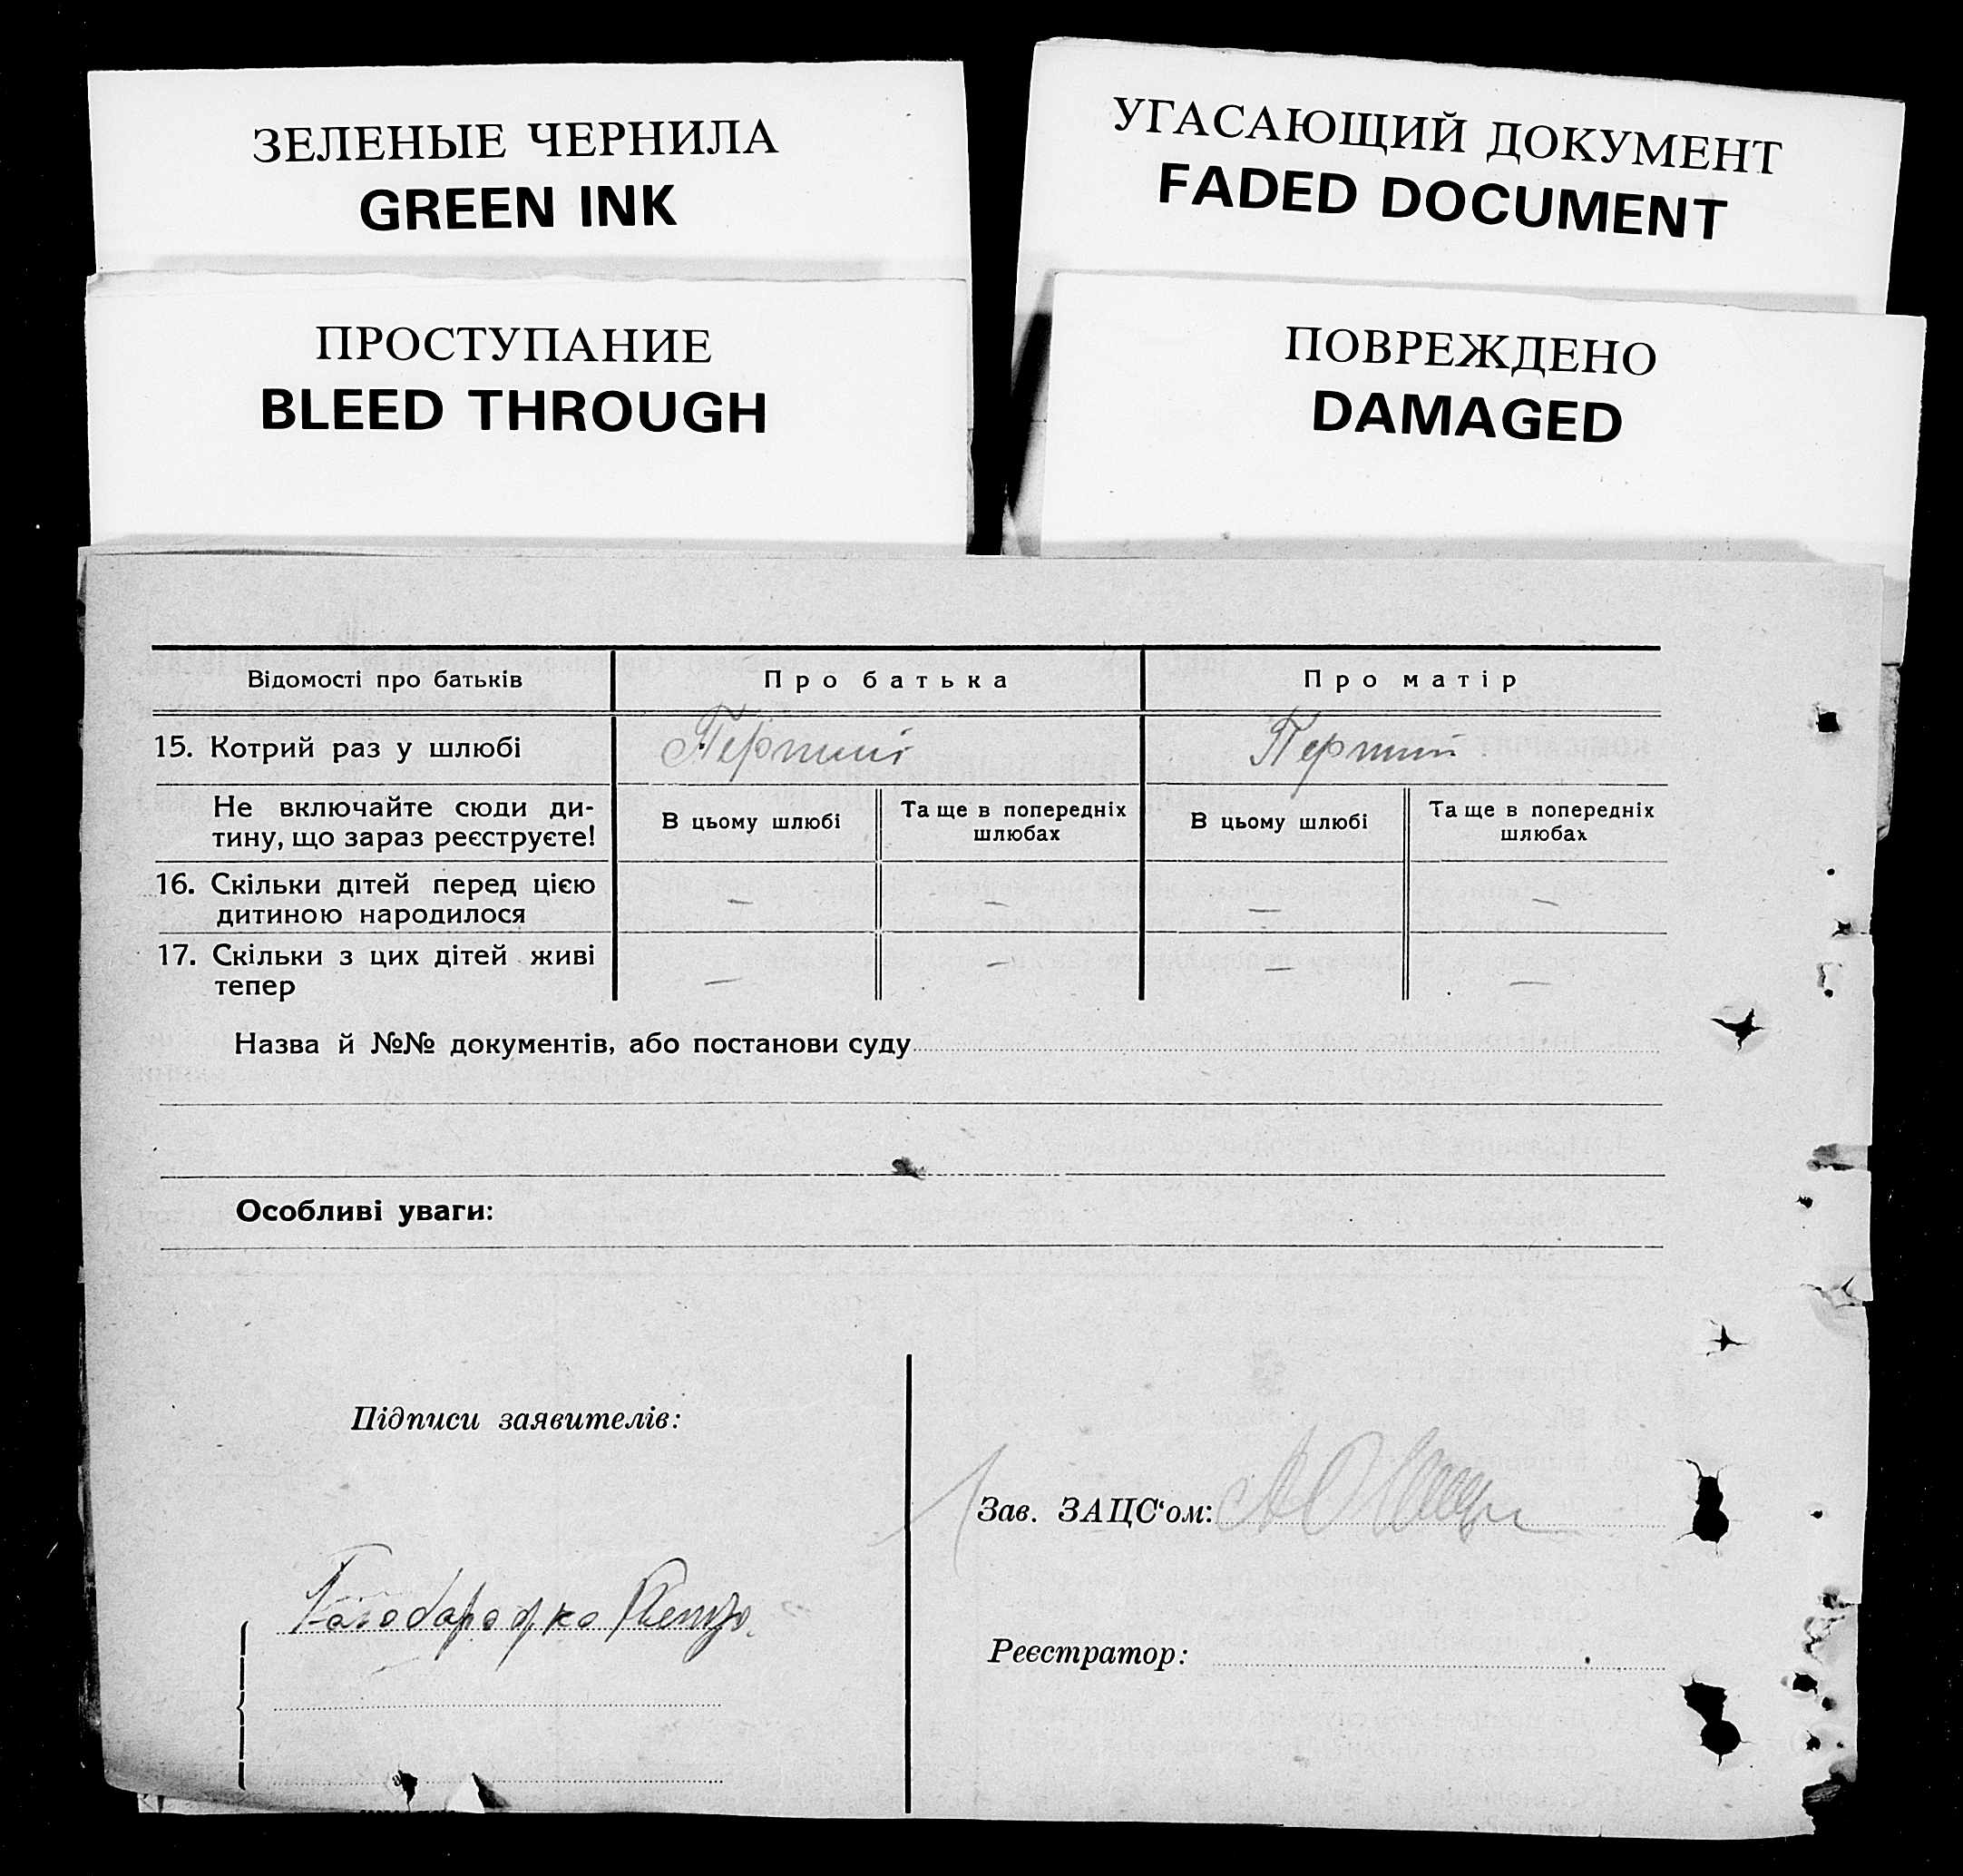 ЗЕЛЕНЫЕ ЧЕРНИЛА
GREEN INK
УГАСАЮЩИЙ ДОКУМЕНТ
FADED DOCUMENT
ПРОСТУПАНИЕ
BLEED THROUGH
ПОВРЕЖДЕНО
DAMAGED
Відомості про батьків Про батька Про матір
15. Котрий раз у шлюбі Перший Перший
Не включайте сюди ди-
тину, що зараз реєструєте!
В цьому шлюбі
Та ще в попередніх
шлюбах
В цьому шлюбі
Та ще в попередніх
шлюбах
16. Скільки дітей перед цією
дитиною народилося
— — — —
17. Скільки з цих дітей живі
тепер
— — — —
Назва й №№ документів, або постанови суду
Особливі уваги:
Підписи заявителів:
Зав. ЗАЦС‘ом:
Реєстратор: